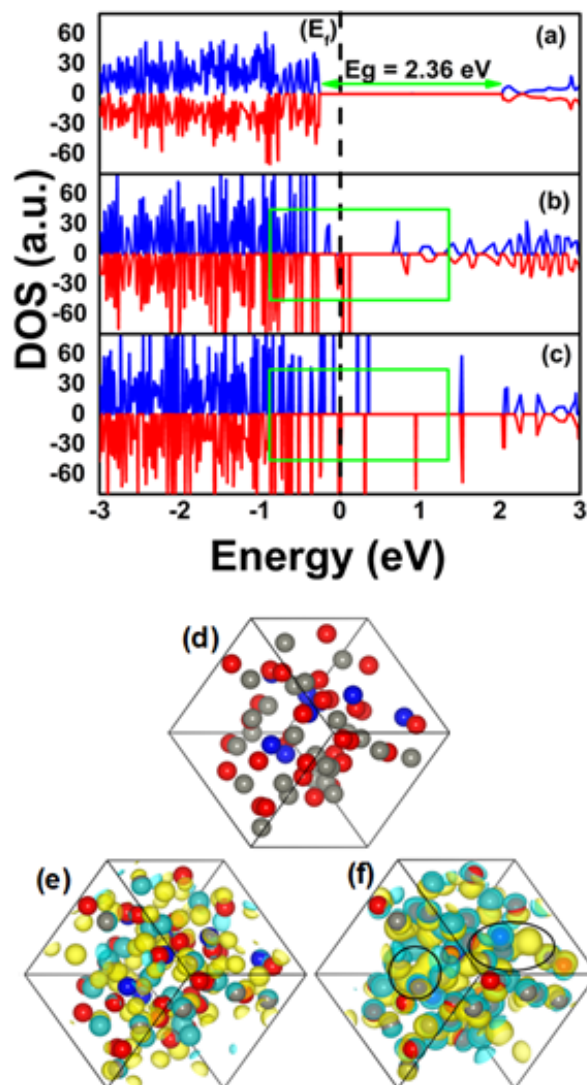 60
(E_f)
(a)
30
Eg = 2.36 eV
0
-30
-60
60
(b)
30
0
-30
-60
60
(c)
30
0
-30
-60
DOS (a.u.)
-3 -2 -1 0 1 2 3
Energy (eV)
(d)
(e)
(f)